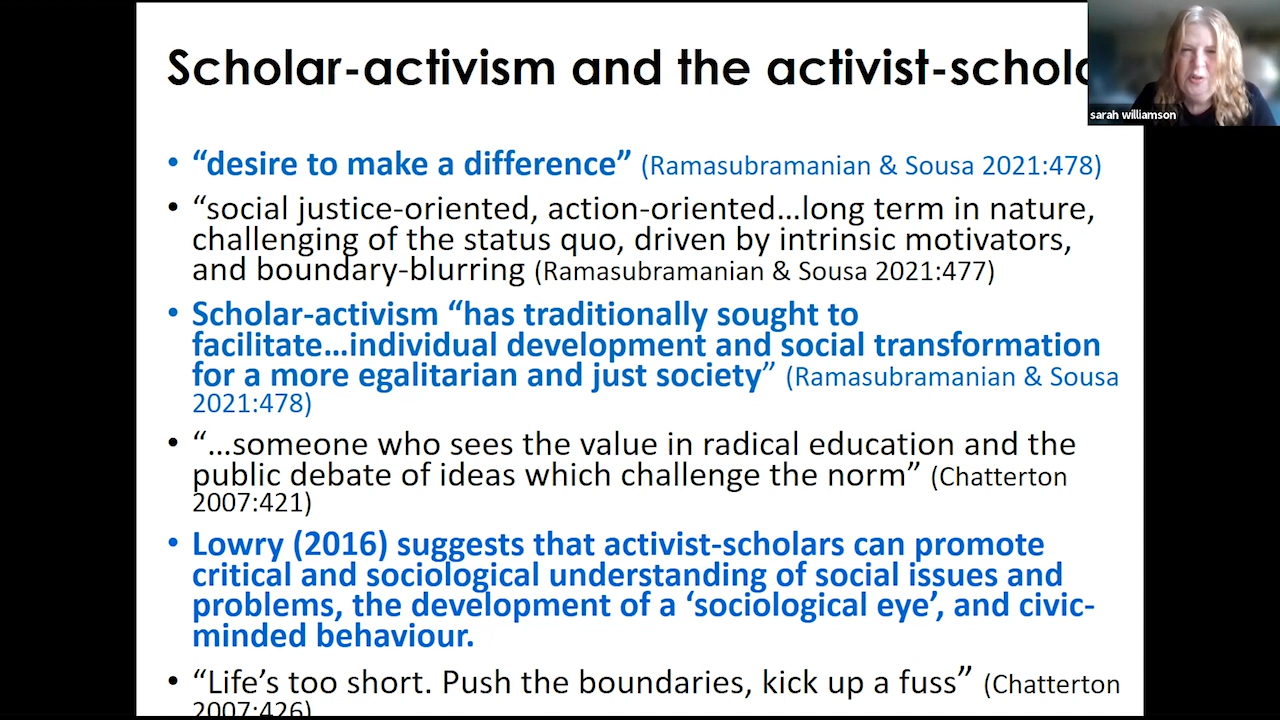 Scholar-activism and the activist-schola
sarah williamson
• “desire to make a difference” (Ramasubramanian & Sousa 2021:478)
• “social justice-oriented, action-oriented…long term in nature,
challenging of the status quo, driven by intrinsic motivators,
and boundary-blurring (Ramasubramanian & Sousa 2021:477)
• Scholar-activism “has traditionally sought to
facilitate…individual development and social transformation
for a more egalitarian and just society” (Ramasubramanian & Sousa
2021:478)
• “…someone who sees the value in radical education and the
public debate of ideas which challenge the norm” (Chatterton
2007:421)
• Lowry (2016) suggests that activist-scholars can promote
critical and sociological understanding of social issues and
problems, the development of a ‘sociological eye’, and civic-
minded behaviour.
• “Life’s too short. Push the boundaries, kick up a fuss” (Chatterton
2007:426)